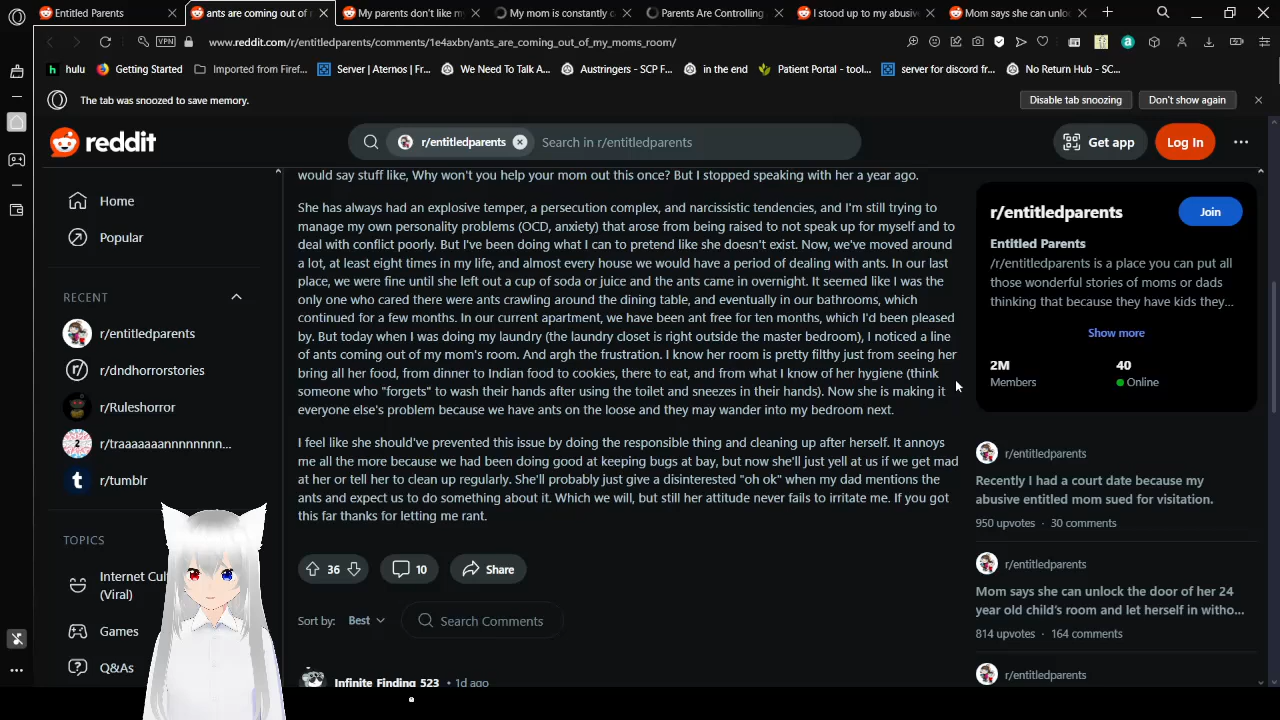 Entitled Parents
ants are coming out of
My parents don't like m
My mom is constantly c
Parents Are Controlling
I stood up to my abusiv
Mom says she can unloc
VPN
www.reddit.com/r/entitledparents/comments/1e4axbn/ants_are_coming_out_of_my_moms_room/
hulu
Getting Started
Imported from Firef...
Server | Aternos | Fr...
We Need To Talk A...
Austringers - SCP F...
in the end
Patient Portal - tool...
server for discord fr...
No Return Hub - SC...
The tab was snoozed to save memory.
Disable tab snoozing
Don't show again
reddit
r/entitledparents
Search in r/entitledparents
Get app
Log In
Home
Popular
RECENT
r/entitledparents
r/dndhorrorstories
r/Ruleshorror
r/traaaaaaannnnnnnn...
r/tumblr
TOPICS
Internet Cul
(Viral)
Games
Q&As
would say stuff like, Why won't you help your mom out this once? But I stopped speaking with her a year ago.
She has always had an explosive temper, a persecution complex, and narcissistic tendencies, and I'm still trying to
manage my own personality problems (OCD, anxiety) that arose from being raised to not speak up for myself and to
deal with conflict poorly. But I've been doing what I can to pretend like she doesn't exist. Now, we've moved around
a lot, at least eight times in my life, and almost every house we would have a period of dealing with ants. In our last
place, we were fine until she left out a cup of soda or juice and the ants came in overnight. It seemed like I was the
only one who cared there were ants crawling around the dining table, and eventually in our bathrooms, which
continued for a few months. In our current apartment, we have been ant free for ten months, which I'd been pleased
by. But today when I was doing my laundry (the laundry closet is right outside the master bedroom), I noticed a line
of ants coming out of my mom's room. And argh the frustration. I know her room is pretty filthy just from seeing her
bring all her food, from dinner to Indian food to cookies, there to eat, and from what I know of her hygiene (think
someone who "forgets" to wash their hands after using the toilet and sneezes in their hands). Now she is making it
everyone else's problem because we have ants on the loose and they may wander into my bedroom next.
I feel like she should've prevented this issue by doing the responsible thing and cleaning up after herself. It annoys
me all the more because we had been doing good at keeping bugs at bay, but now she'll just yell at us if we get mad
at her or tell her to clean up regularly. She'll probably just give a disinterested "oh ok" when my dad mentions the
ants and expect us to do something about it. Which we will, but still her attitude never fails to irritate me. If you got
this far thanks for letting me rant.
36
10
Share
Sort by:
Best
Search Comments
Infinite Finding 523 • 1d ago
r/entitledparents
Join
Entitled Parents
/r/entitledparents is a place you can put all
those wonderful stories of moms or dads
thinking that because they have kids they...
Show more
2M
40
Members
Online
r/entitledparents
Recently I had a court date because my
abusive entitled mom sued for visitation.
950 upvotes · 30 comments
r/entitledparents
Mom says she can unlock the door of her 24
year old child's room and let herself in witho...
814 upvotes · 164 comments
r/entitledparents